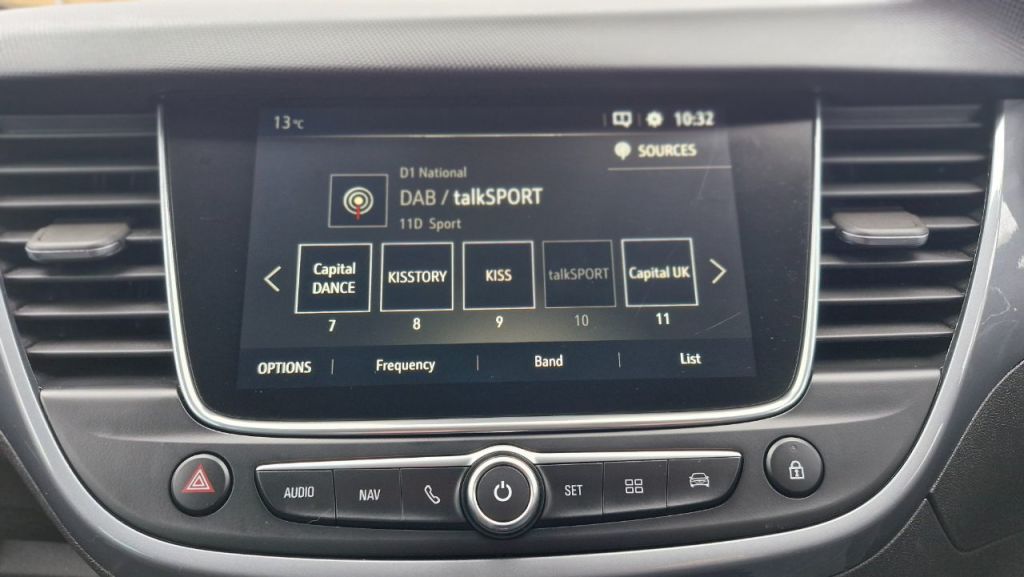 13°C
10:32
SOURCES
D1 National
DAB / talkSPORT
11D Sport
Capital DANCE
KISSTORY
KISS
talkSPORT
Capital UK
7
8
9
10
11
OPTIONS
Frequency
Band
List
AUDIO
NAV
SET